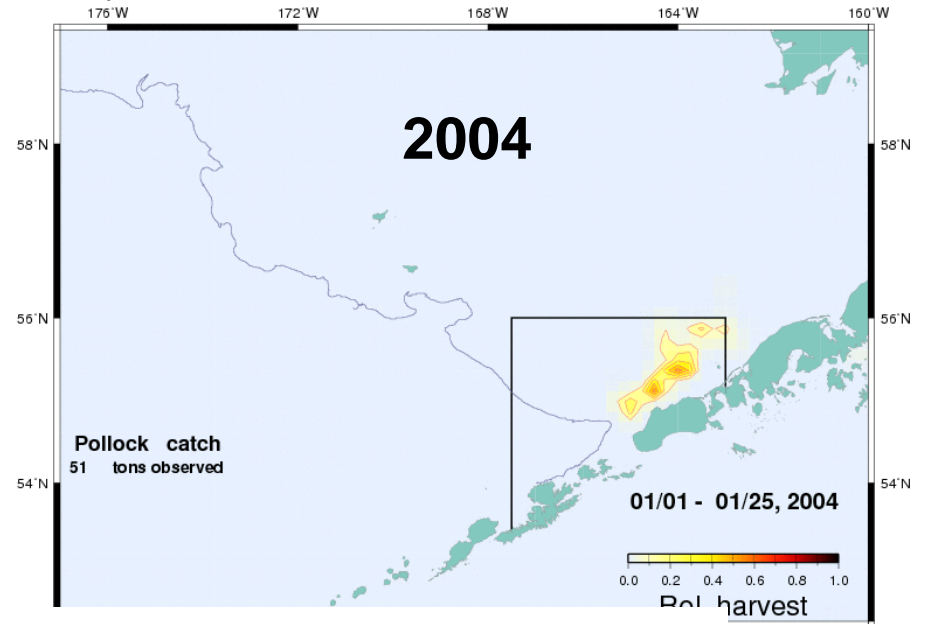 176°W 172°W 168°W 164°W 160°W
2004
58°N 58°N
56°N 56°N
Pollock catch
51 tons observed
54°N 54°N
01/01 - 01/25, 2004
0.0 0.2 0.4 0.6 0.8 1.0
Rel harvest